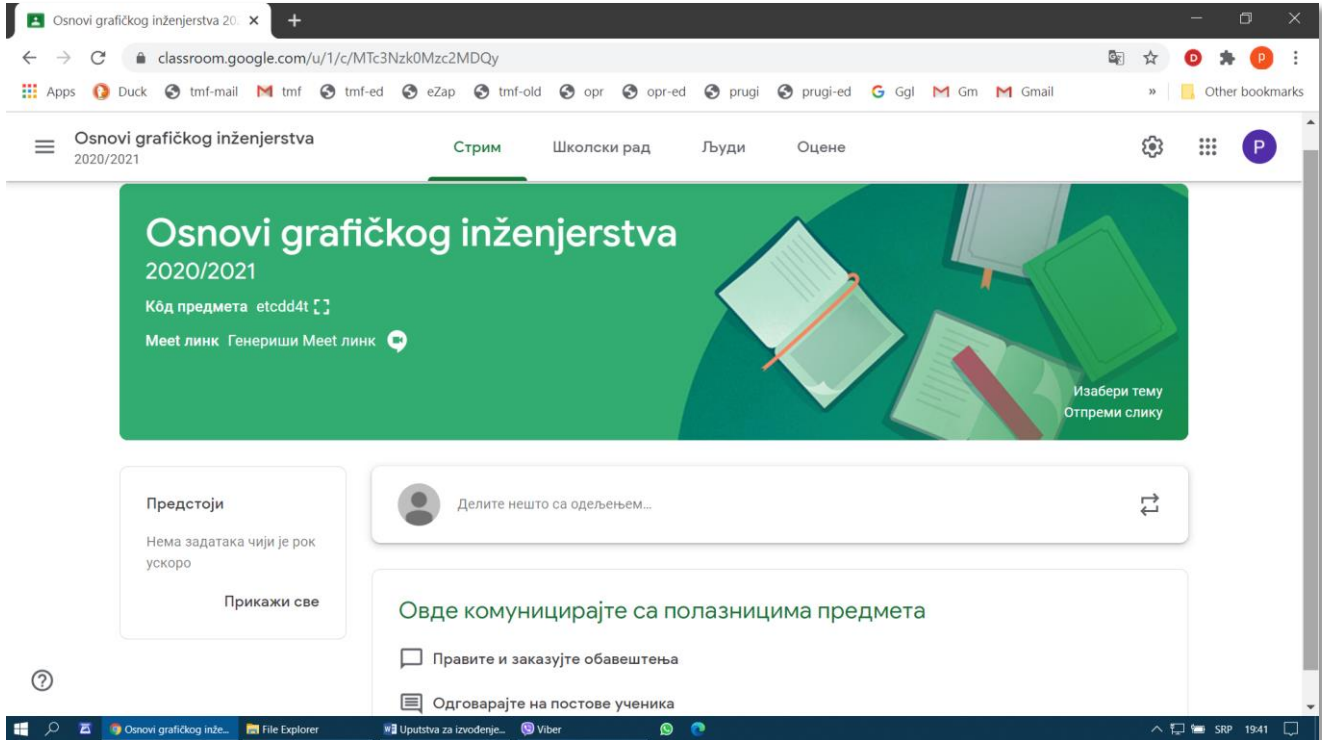 Osnovi grafičkog inženjerstva 20
classroom.google.com/u/1/c/MTc3Nzk0Mzc2MDQy
Apps Duck tmf-mail tmf tmf-ed eZap tmf-old opr opr-ed prugi prugi-ed Ggl Gm Gmail » Other bookmarks
Osnovi grafičkog inženjerstva
2020/2021
Стрим Школски рад Људи Оцене
P
Osnovi grafičkog inženjerstva
2020/2021
Кôд предмета etcdd4t
Meet линк Генериши Meet линк
Изабери тему
Отпреми слику
Предстоји
Нема задатака чији је рок
ускоро
Прикажи све
Делите нешто са одељењем...
Овде комуницирајте са полазницима предмета
Правите и заказујте обавештења
Одговарајте на постове ученика
Osnovi grafičkog inže... File Explorer Uputstva za izvođenje... Viber SRP 19:41